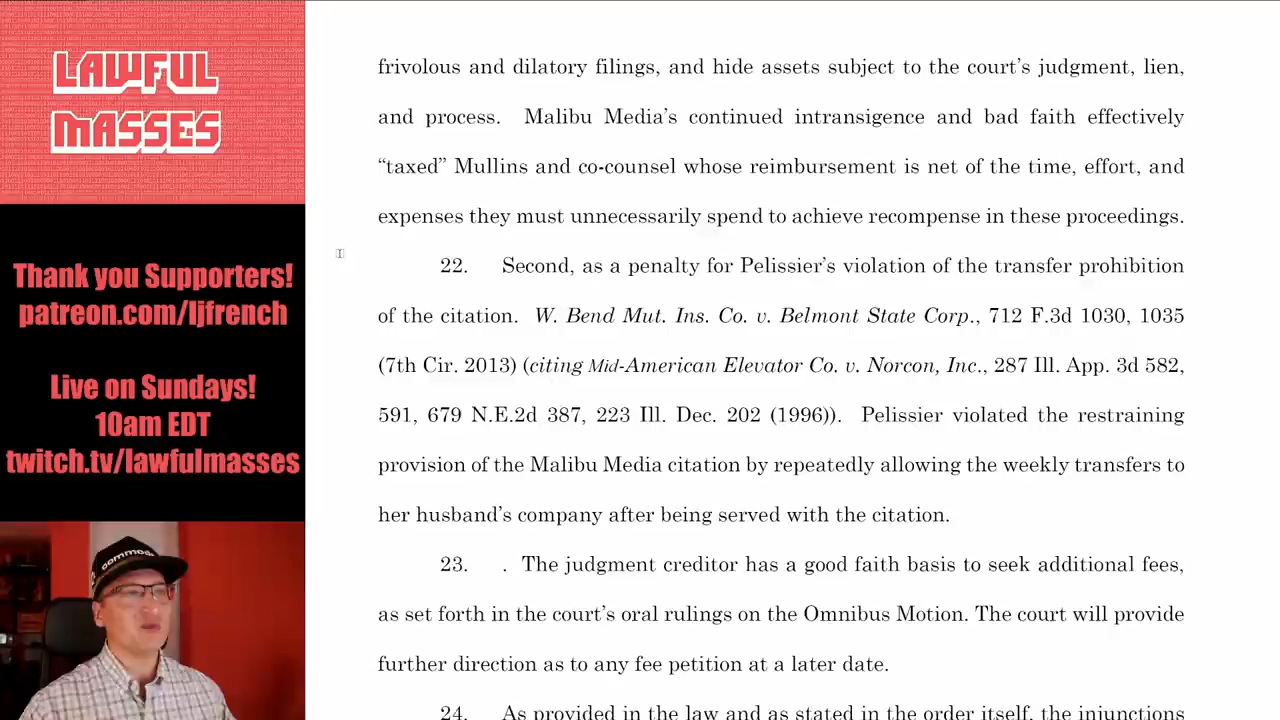 LAWFUL
MASSES
Thank you Supporters!
patreon.com/ljfrench
Live on Sundays!
10am EDT
twitch.tv/lawfulmasses
commod
frivolous and dilatory filings, and hide assets subject to the court’s judgment, lien,
and process.  Malibu Media’s continued intransigence and bad faith effectively
“taxed” Mullins and co-counsel whose reimbursement is net of the time, effort, and
expenses they must unnecessarily spend to achieve recompense in these proceedings.
22. Second, as a penalty for Pelissier’s violation of the transfer prohibition
of the citation.  W. Bend Mut. Ins. Co. v. Belmont State Corp., 712 F.3d 1030, 1035
(7th Cir. 2013) (citing Mid-American Elevator Co. v. Norcon, Inc., 287 Ill. App. 3d 582,
591, 679 N.E.2d 387, 223 Ill. Dec. 202 (1996)).  Pelissier violated the restraining
provision of the Malibu Media citation by repeatedly allowing the weekly transfers to
her husband’s company after being served with the citation.
23. . The judgment creditor has a good faith basis to seek additional fees,
as set forth in the court’s oral rulings on the Omnibus Motion. The court will provide
further direction as to any fee petition at a later date.
24. As provided in the law and as stated in the order itself, the injunctions